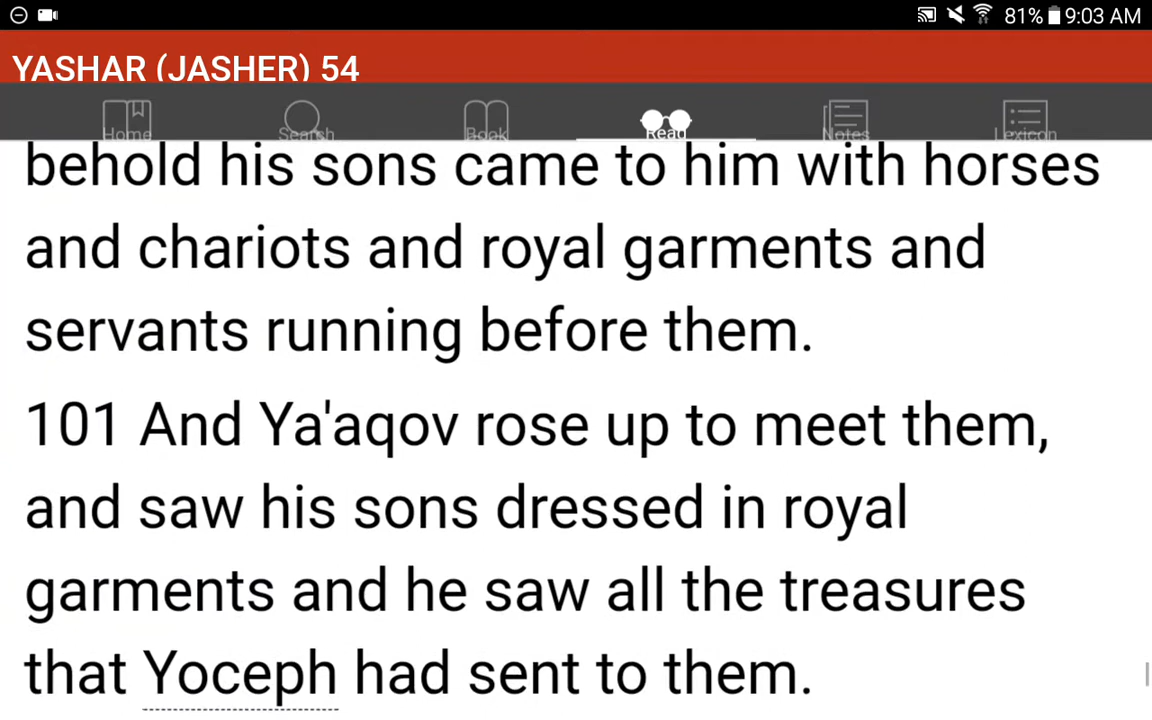 81% 9:03 AM
YASHAR (JASHER) 54
Home Search Book Read Notes Lexicon
behold his sons came to him with horses
and chariots and royal garments and
servants running before them.
101 And Ya'aqov rose up to meet them,
and saw his sons dressed in royal
garments and he saw all the treasures
that Yoceph had sent to them.